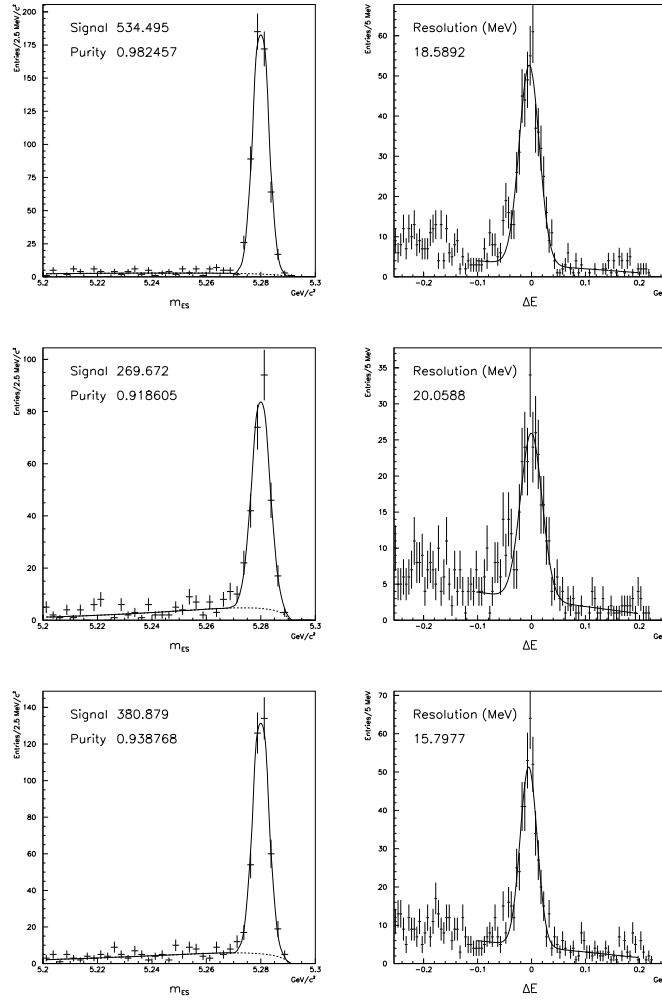 Entries/2.5 MeV/c²
Signal 534.495
Purity 0.982457
200
175
150
125
100
75
50
25
0
5.2 5.22 5.24 5.26 5.28 5.3
GeV/c²
m_ES
Entries/5 MeV
Resolution (MeV)
18.5892
60
50
40
30
20
10
0
−0.2 −0.1 0 0.1 0.2
Ge
ΔE
Entries/2.5 MeV/c²
Signal 269.672
Purity 0.918605
100
80
60
40
20
0
5.2 5.22 5.24 5.26 5.28 5.3
GeV/c²
m_ES
Entries/5 MeV
Resolution (MeV)
20.0588
35
30
25
20
15
10
5
0
−0.2 −0.1 0 0.1 0.2
Ge
ΔE
Entries/2.5 MeV/c²
Signal 380.879
Purity 0.938768
140
120
100
80
60
40
20
0
5.2 5.22 5.24 5.26 5.28 5.3
GeV/c²
m_ES
Entries/5 MeV
Resolution (MeV)
15.7977
70
60
50
40
30
20
10
0
−0.2 −0.1 0 0.1 0.2
Ge
ΔE